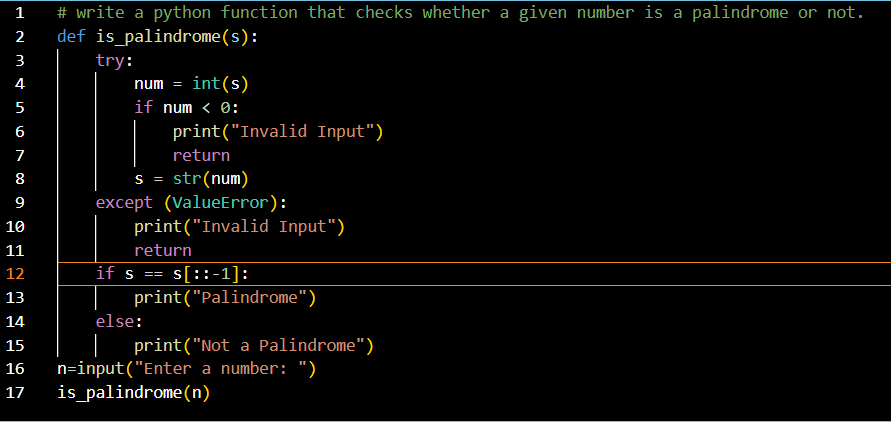 1 # write a python function that checks whether a given number is a palindrome or not.
2 def is_palindrome(s):
3     try:
4         num = int(s)
5         if num < 0:
6             print("Invalid Input")
7             return
8         s = str(num)
9     except (ValueError):
10         print("Invalid Input")
11         return
12     if s == s[::-1]:
13         print("Palindrome")
14     else:
15         print("Not a Palindrome")
16 n=input("Enter a number: ")
17 is_palindrome(n)